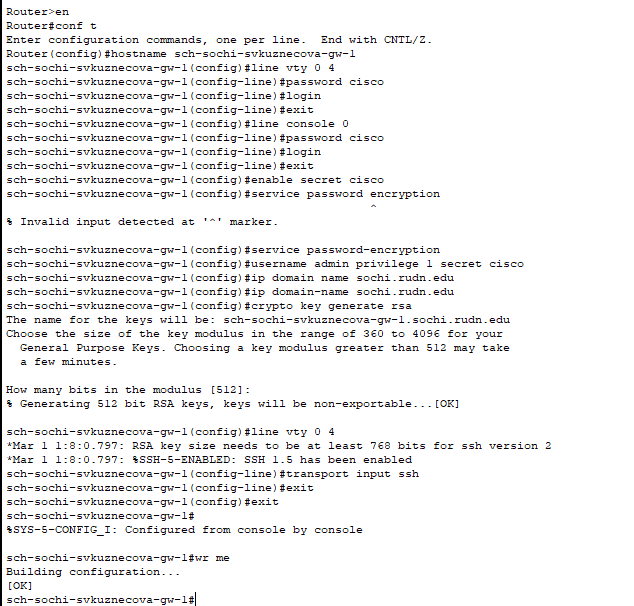 Router>en
Router#conf t
Enter configuration commands, one per line.  End with CNTL/Z.
Router(config)#hostname sch-sochi-svkuznecova-gw-1
sch-sochi-svkuznecova-gw-1(config)#line vty 0 4
sch-sochi-svkuznecova-gw-1(config-line)#password cisco
sch-sochi-svkuznecova-gw-1(config-line)#login
sch-sochi-svkuznecova-gw-1(config-line)#exit
sch-sochi-svkuznecova-gw-1(config)#line console 0
sch-sochi-svkuznecova-gw-1(config-line)#password cisco
sch-sochi-svkuznecova-gw-1(config-line)#login
sch-sochi-svkuznecova-gw-1(config-line)#exit
sch-sochi-svkuznecova-gw-1(config)#enable secret cisco
sch-sochi-svkuznecova-gw-1(config)#service password encryption
^
% Invalid input detected at '^' marker.
sch-sochi-svkuznecova-gw-1(config)#service password-encryption
sch-sochi-svkuznecova-gw-1(config)#username admin privilege 1 secret cisco
sch-sochi-svkuznecova-gw-1(config)#ip domain name sochi.rudn.edu
sch-sochi-svkuznecova-gw-1(config)#ip domain-name sochi.rudn.edu
sch-sochi-svkuznecova-gw-1(config)#crypto key generate rsa
The name for the keys will be: sch-sochi-svkuznecova-gw-1.sochi.rudn.edu
Choose the size of the key modulus in the range of 360 to 4096 for your
General Purpose Keys. Choosing a key modulus greater than 512 may take
a few minutes.
How many bits in the modulus [512]:
% Generating 512 bit RSA keys, keys will be non-exportable...[OK]
sch-sochi-svkuznecova-gw-1(config)#line vty 0 4
*Mar 1 1:8:0.797: RSA key size needs to be at least 768 bits for ssh version 2
*Mar 1 1:8:0.797: %SSH-5-ENABLED: SSH 1.5 has been enabled
sch-sochi-svkuznecova-gw-1(config-line)#transport input ssh
sch-sochi-svkuznecova-gw-1(config-line)#exit
sch-sochi-svkuznecova-gw-1(config)#exit
sch-sochi-svkuznecova-gw-1#
%SYS-5-CONFIG_I: Configured from console by console
sch-sochi-svkuznecova-gw-1#wr me
Building configuration...
[OK]
sch-sochi-svkuznecova-gw-1#